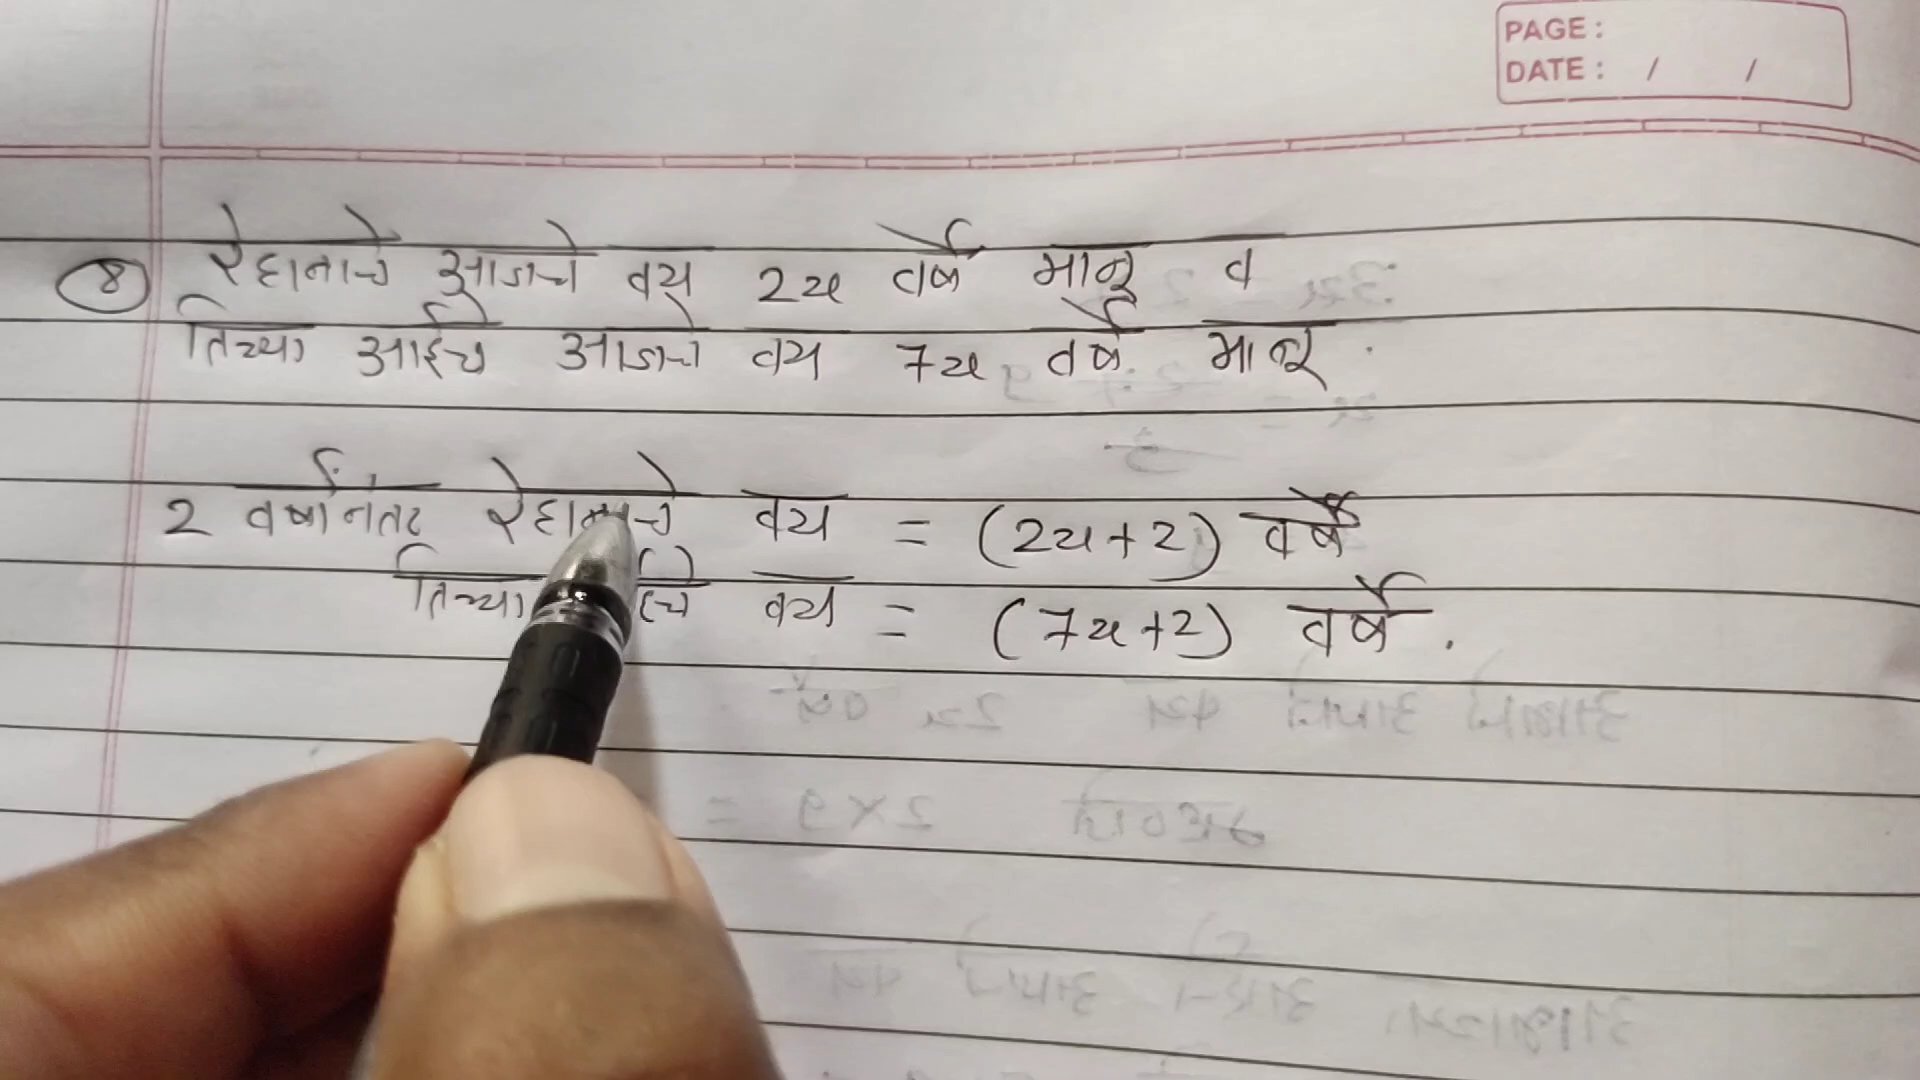 PAGE :
DATE : / /
8 रेहानाचे आजचे वय 2x वर्षे मानू व
तिच्या आईचे आजचे वय 7x वर्षे मानू.
2 वर्षानंतर रेहानाचे वय = (2x+2) वर्षे
तिच्या वय = (7x+2) वर्षे.